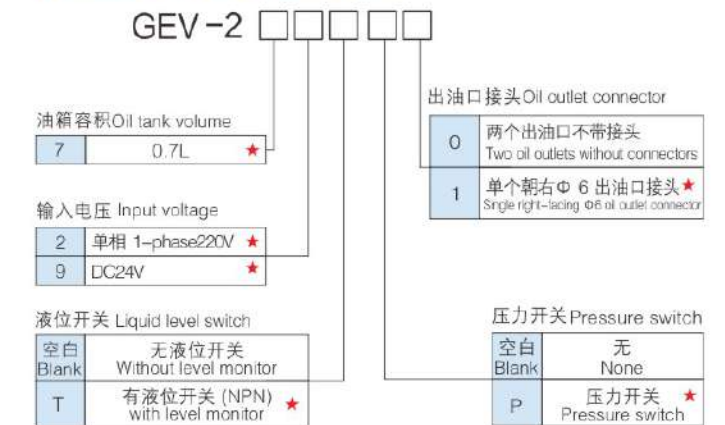 GEV-2 □□□□□
油箱容积Oil tank volume
7 0.7L ★
输入电压 Input voltage
2 单相 1-phase220V ★
9 DC24V ★
液位开关 Liquid level switch
空白 无液位开关
Blank Without level monitor
T 有液位开关 (NPN) ★
with level monitor
出油口接头Oil outlet connector
0 两个出油口不带接头
Two oil outlets without connectors
1 单个朝右Φ 6 出油口接头★
Single right-facing Φ6 oil outlet connector
压力开关Pressure switch
空白 无
Blank None
P 压力开关 ★
Pressure switch